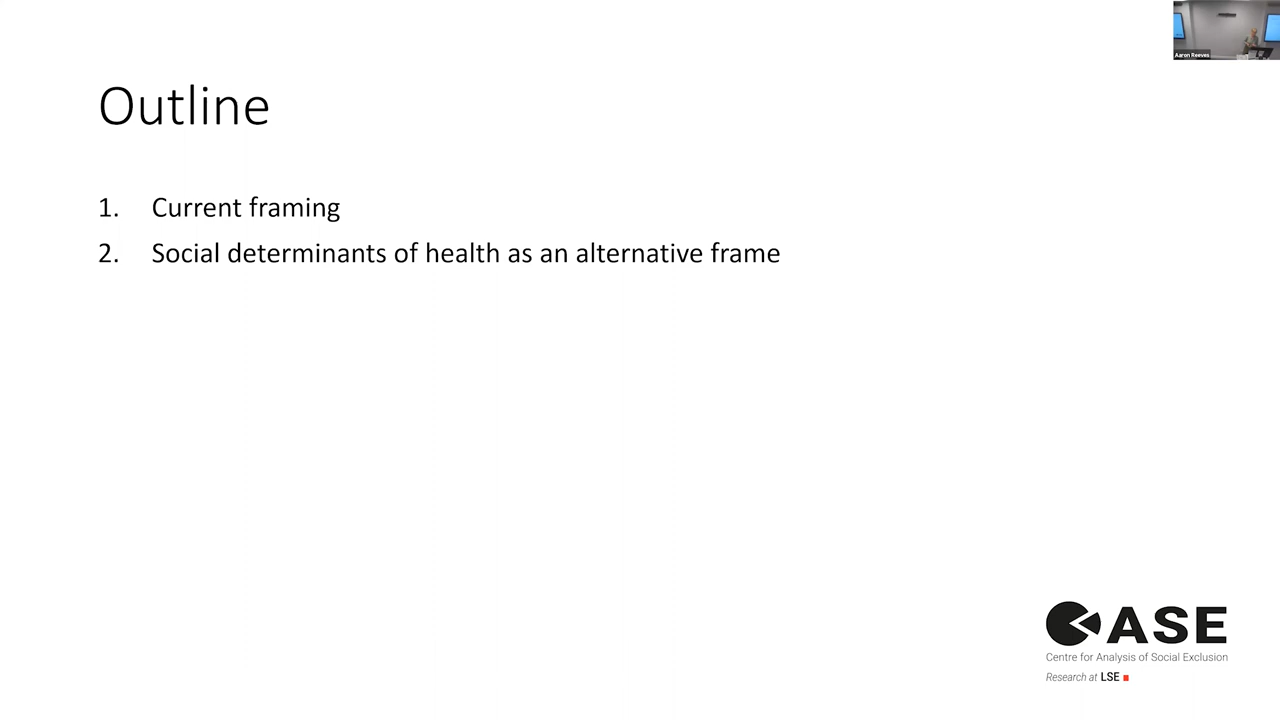 Aaron Reeves
Outline
1. Current framing
2. Social determinants of health as an alternative frame
CASE
Centre for Analysis of Social Exclusion
Research at LSE